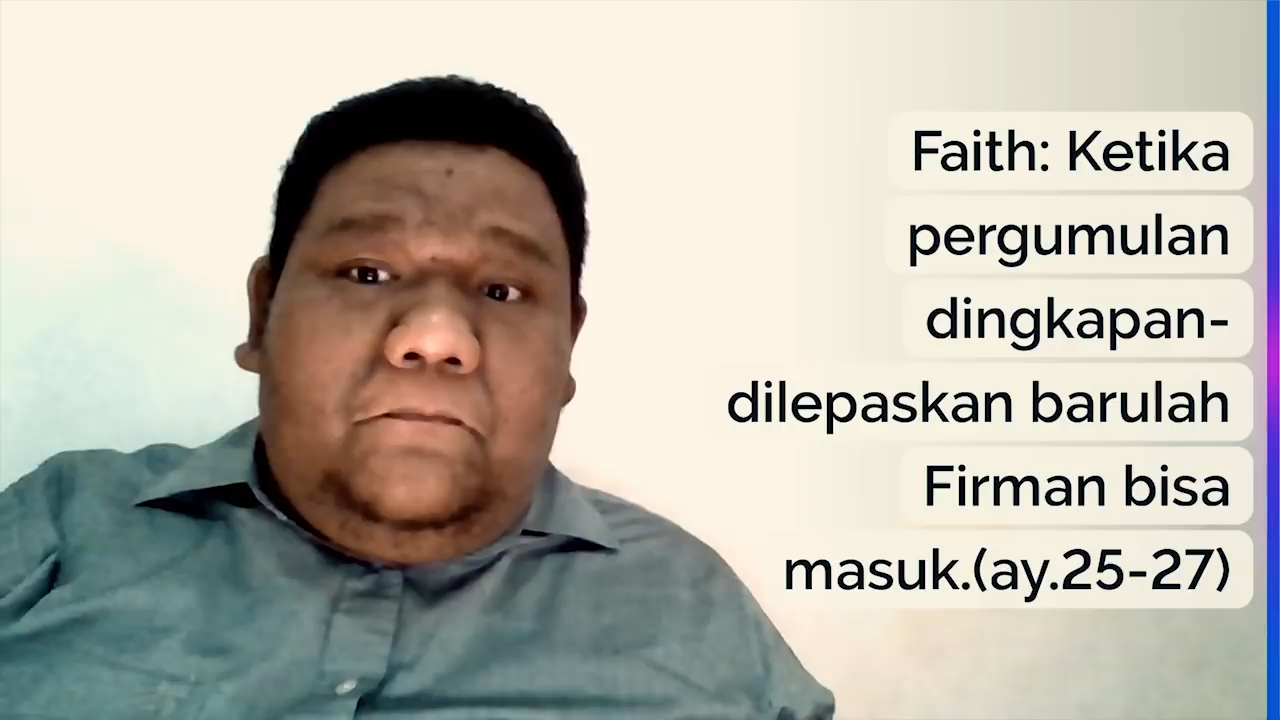 Faith: Ketika
pergumulan
dingkapan-
dilepaskan barulah
Firman bisa
masuk.(ay.25-27)